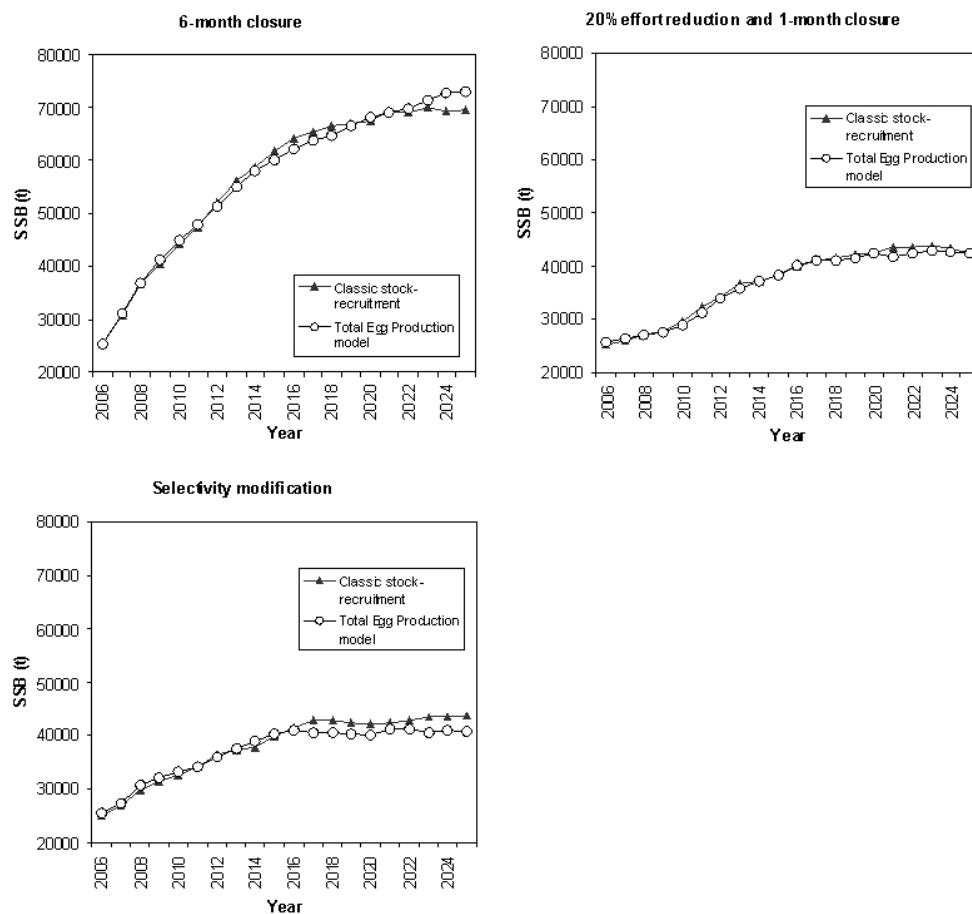 6-month closure
80000
70000
60000
50000
40000
30000
20000
SSB (t)
Classic stock-
recruitment
Total Egg Production
model
2006
2008
2010
2012
2014
2016
2018
2020
2022
2024
Year
20% effort reduction and 1-month closure
80000
70000
60000
50000
40000
30000
20000
SSB (t)
Classic stock-
recruitment
Total Egg Production
model
2006
2008
2010
2012
2014
2016
2018
2020
2022
2024
Year
Selectivity modification
80000
70000
60000
50000
40000
30000
20000
SSB (t)
Classic stock-
recruitment
Total Egg Production
model
2006
2008
2010
2012
2014
2016
2018
2020
2022
2024
Year